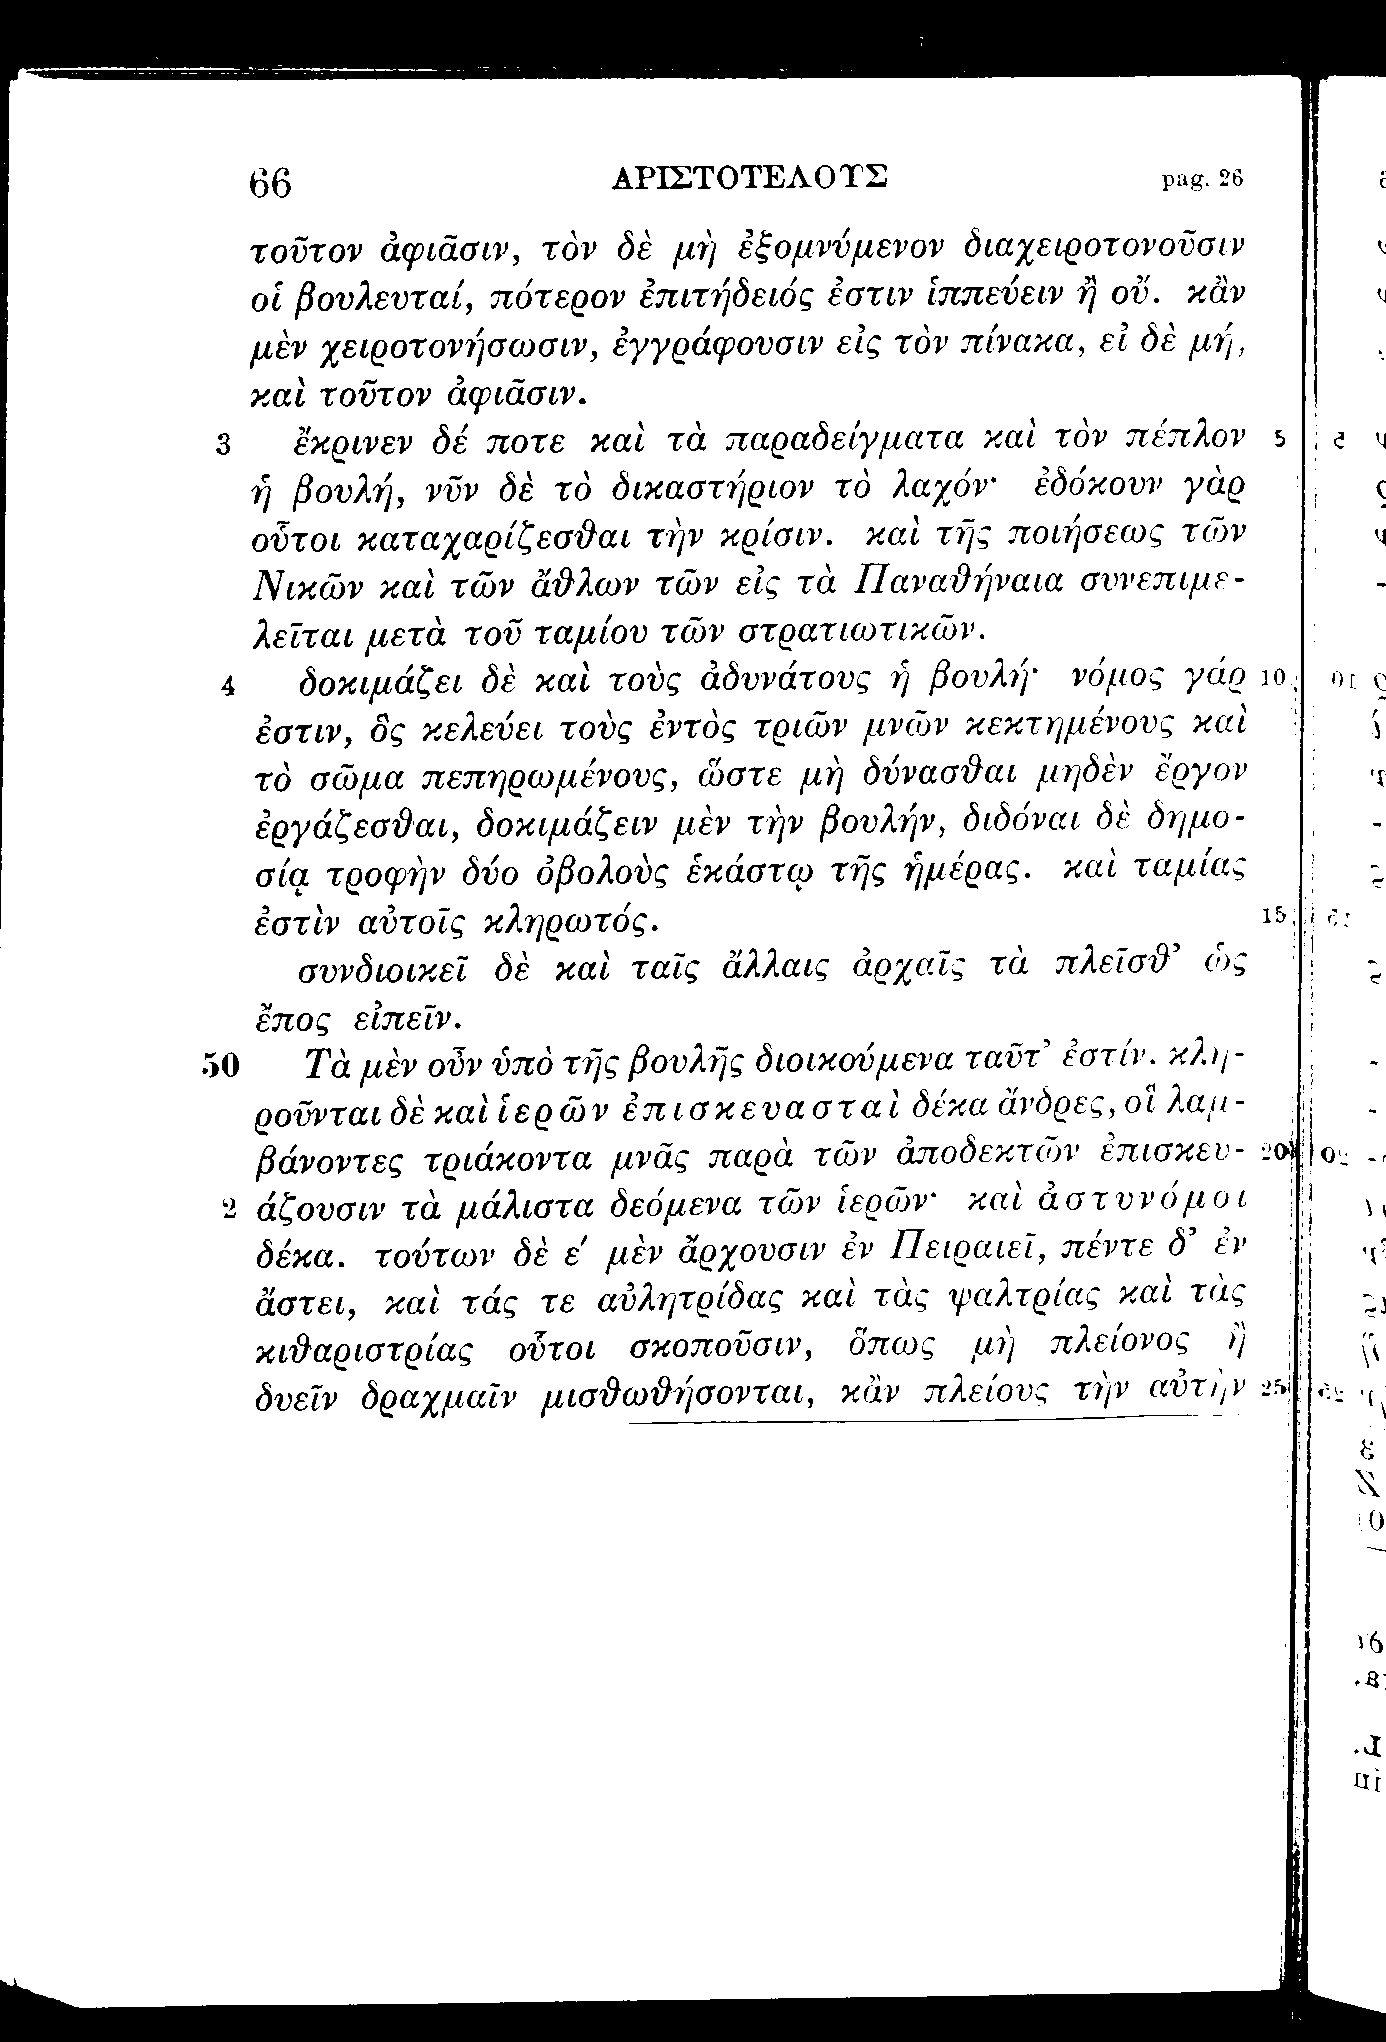 66 ΑΡΙΣΤΟΤΕΛΟΥΣ pag. 26
τοῦτον ἀφιᾶσιν, τὸν δὲ μὴ ἐξομνύμενον διαχειροτονοῦσιν
οἱ βουλευταί, πότερον ἐπιτήδειός ἐστιν ἱππεύειν ἢ οὔ. κἂν
μὲν χειροτονήσωσιν, ἐγγράφουσιν εἰς τὸν πίνακα, εἰ δὲ μή,
καὶ τοῦτον ἀφιᾶσιν.
3 ἔκρινεν δέ ποτε καὶ τὰ παραδείγματα καὶ τὸν πέπλον 5
ἡ βουλή, νῦν δὲ τὸ δικαστήριον τὸ λαχόν· ἐδόκουν γὰρ
οὗτοι καταχαρίζεσθαι τὴν κρίσιν. καὶ τῆς ποιήσεως τῶν
Νικῶν καὶ τῶν ἄθλων τῶν εἰς τὰ Παναθήναια συνεπιμε-
λεῖται μετὰ τοῦ ταμίου τῶν στρατιωτικῶν.
4 δοκιμάζει δὲ καὶ τοὺς ἀδυνάτους ἡ βουλή· νόμος γάρ 10
ἐστιν, ὃς κελεύει τοὺς ἐντὸς τριῶν μνῶν κεκτημένους καὶ
τὸ σῶμα πεπηρωμένους, ὥστε μὴ δύνασθαι μηδὲν ἔργον
ἐργάζεσθαι, δοκιμάζειν μὲν τὴν βουλήν, διδόναι δὲ δημο-
σίᾳ τροφὴν δύο ὀβολοὺς ἑκάστῳ τῆς ἡμέρας. καὶ ταμίας
ἐστὶν αὐτοῖς κληρωτός. 15
συνδιοικεῖ δὲ καὶ ταῖς ἄλλαις ἀρχαῖς τὰ πλεῖσθ’ ὡς
ἔπος εἰπεῖν.
50 Τὰ μὲν οὖν ὑπὸ τῆς βουλῆς διοικούμενα ταῦτ’ ἐστίν. κλη-
ροῦνται δὲ καὶ ἱερῶν ἐπισκευασταὶ δέκα ἄνδρες, οἳ λαμ-
βάνοντες τριάκοντα μνᾶς παρὰ τῶν ἀποδεκτῶν ἐπισκευ- 20
2 άζουσιν τὰ μάλιστα δεόμενα τῶν ἱερῶν· καὶ ἀστυνόμοι
δέκα. τούτων δὲ ε′ μὲν ἄρχουσιν ἐν Πειραιεῖ, πέντε δ’ ἐν
ἄστει, καὶ τάς τε αὐλητρίδας καὶ τὰς ψαλτρίας καὶ τὰς
κιθαριστρίας οὗτοι σκοποῦσιν, ὅπως μὴ πλείονος ἢ
δυεῖν δραχμαῖν μισθωθήσονται, κἂν πλείους τὴν αὐτὴν 25